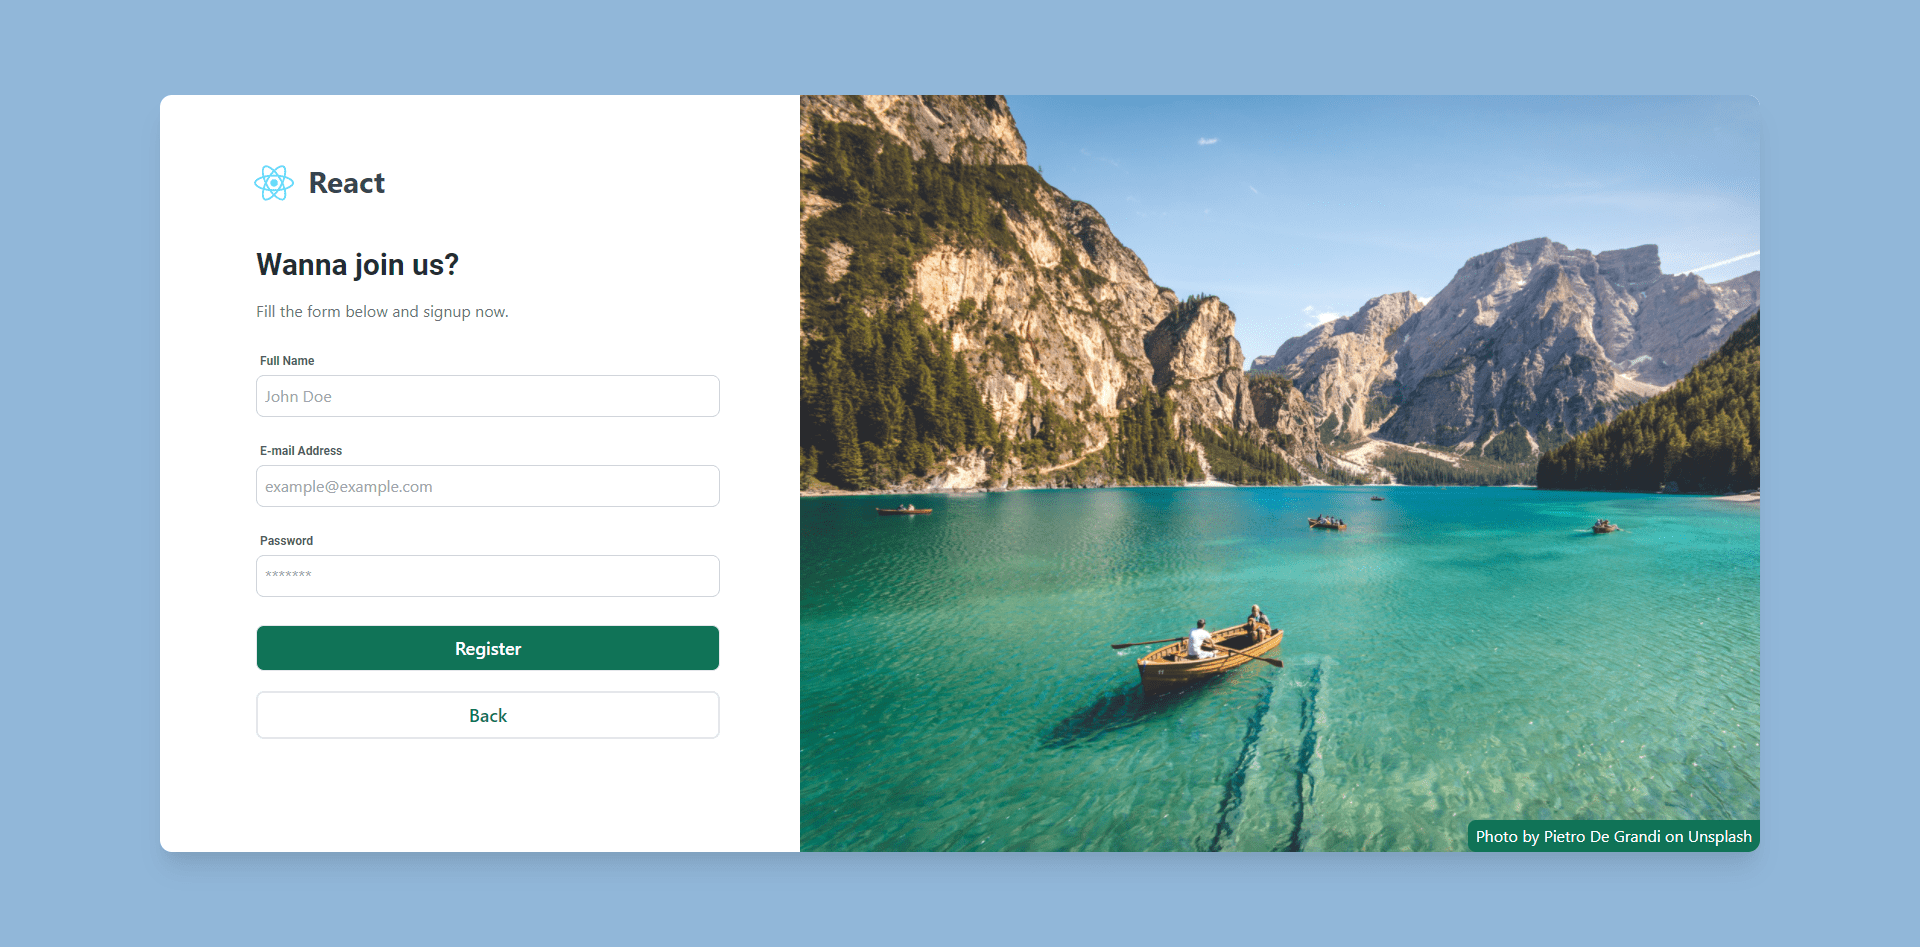 React
Wanna join us?
Fill the form below and signup now.
Full Name
John Doe
E-mail Address
example@example.com
Password
*******
Register
Back
Photo by Pietro De Grandi on Unsplash